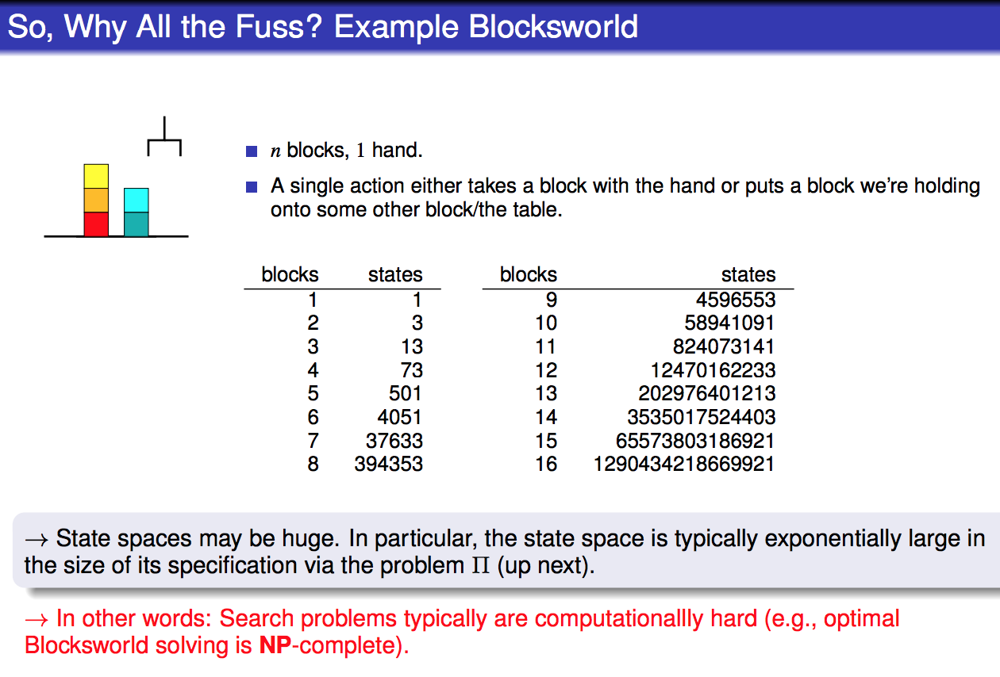 So, Why All the Fuss? Example Blocksworld
n blocks, 1 hand.
A single action either takes a block with the hand or puts a block we're holding
onto some other block/the table.
blocks states blocks states
1 1 9 4596553
2 3 10 58941091
3 13 11 824073141
4 73 12 12470162233
5 501 13 202976401213
6 4051 14 3535017524403
7 37633 15 65573803186921
8 394353 16 1290434218669921
→ State spaces may be huge. In particular, the state space is typically exponentially large in
the size of its specification via the problem Π (up next).
→ In other words: Search problems typically are computationallly hard (e.g., optimal
Blocksworld solving is NP-complete).